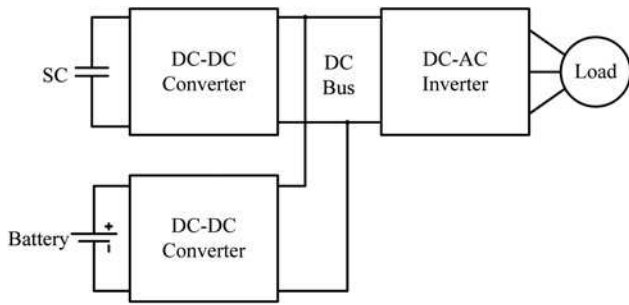 SC
DC-DC
Converter
DC
Bus
DC-AC
Inverter
Load
Battery
+
-
DC-DC
Converter